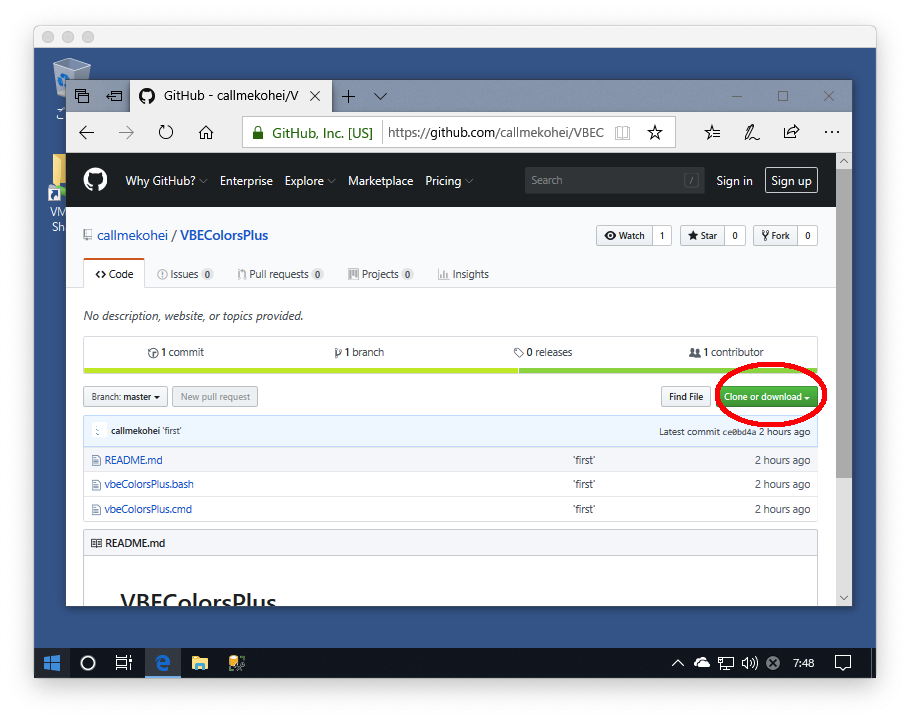 GitHub - callmekohei/V
GitHub, Inc. [US] https://github.com/callmekohei/VBEC
Why GitHub? Enterprise Explore Marketplace Pricing Search / Sign in Sign up
VM
Sh
callmekohei / VBEColorsPlus
Watch 1 Star 0 Fork 0
Code Issues 0 Pull requests 0 Projects 0 Insights
No description, website, or topics provided.
1 commit 1 branch 0 releases 1 contributor
Branch: master New pull request Find File Clone or download
callmekohei 'first' Latest commit ce0bd4a 2 hours ago
README.md 'first' 2 hours ago
vbeColorsPlus.bash 'first' 2 hours ago
vbeColorsPlus.cmd 'first' 2 hours ago
README.md
VBEColorsPlus
7:48